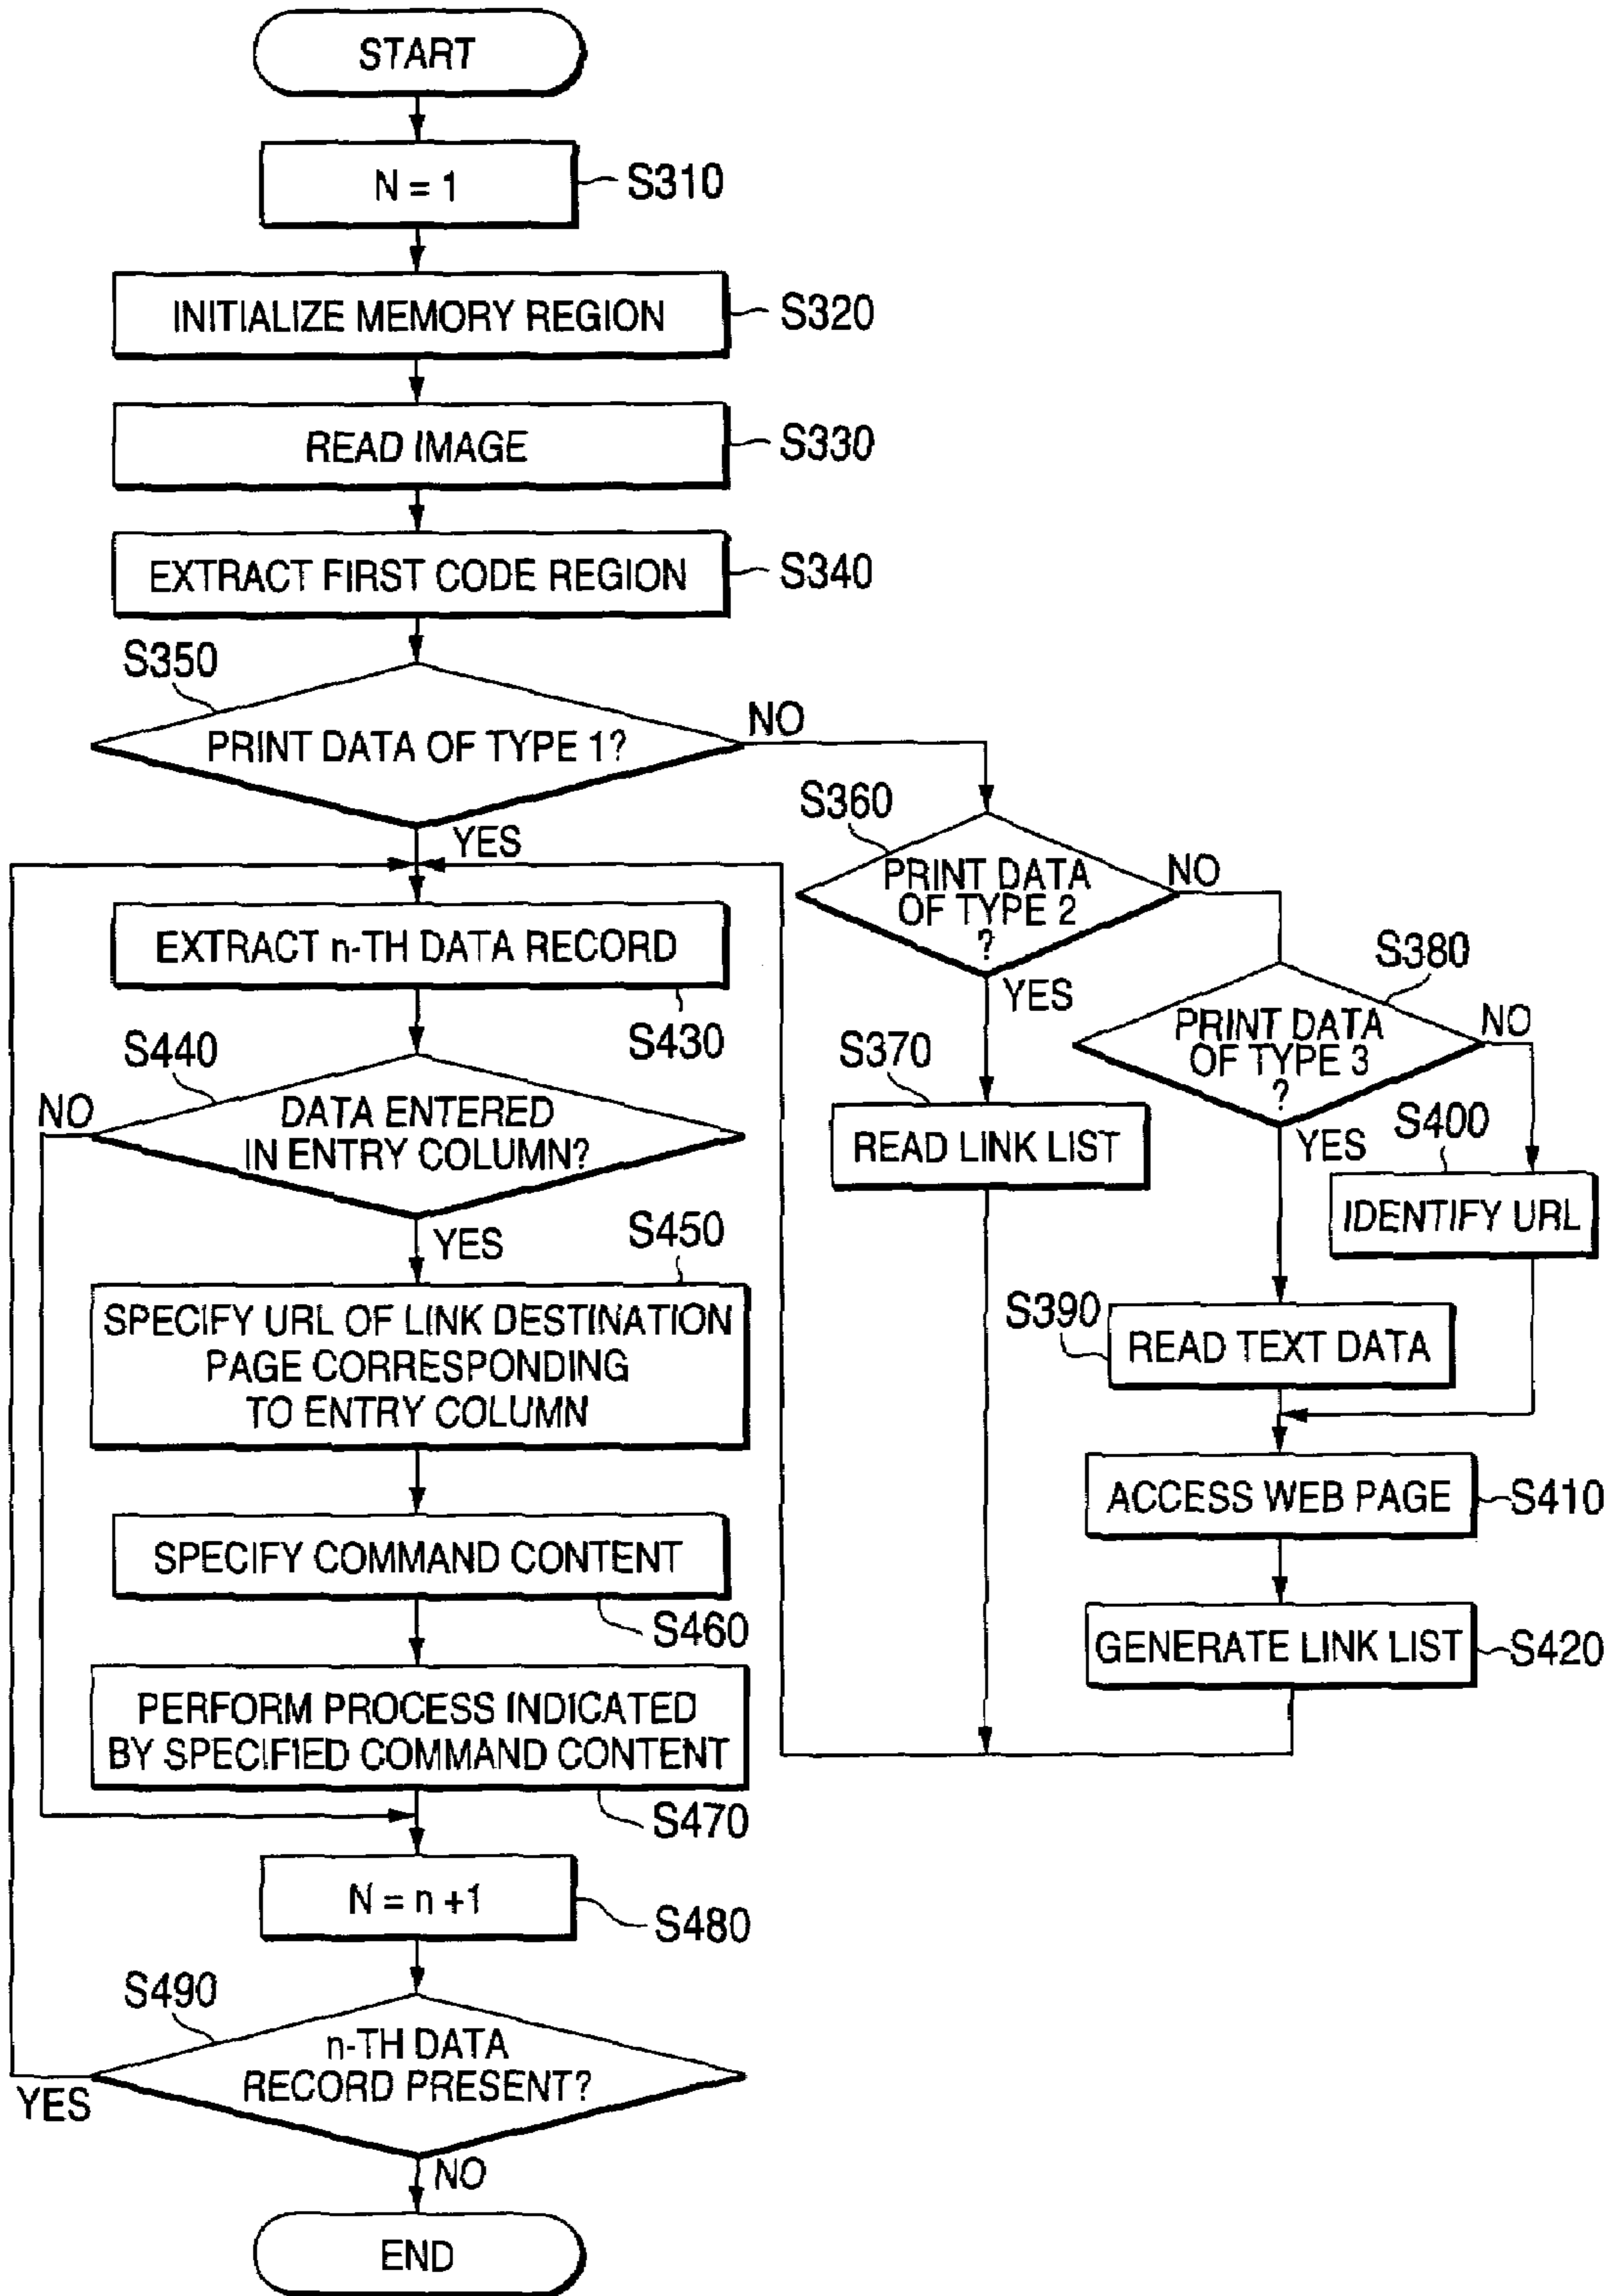 START
N = 1
S310
INITIALIZE MEMORY REGION
S320
READ IMAGE
S330
EXTRACT FIRST CODE REGION
S340
S350
PRINT DATA OF TYPE 1?
NO
YES
S360
PRINT DATA
OF TYPE 2
?
NO
YES
S380
PRINT DATA
OF TYPE 3
?
NO
YES
S370
READ LINK LIST
S400
IDENTIFY URL
S390
READ TEXT DATA
ACCESS WEB PAGE
S410
GENERATE LINK LIST
S420
EXTRACT n-TH DATA RECORD
S430
S440
DATA ENTERED
IN ENTRY COLUMN?
NO
YES
S450
SPECIFY URL OF LINK DESTINATION
PAGE CORRESPONDING
TO ENTRY COLUMN
SPECIFY COMMAND CONTENT
S460
PERFORM PROCESS INDICATED
BY SPECIFIED COMMAND CONTENT
S470
N = n +1
S480
S490
n-TH DATA
RECORD PRESENT?
YES
NO
END